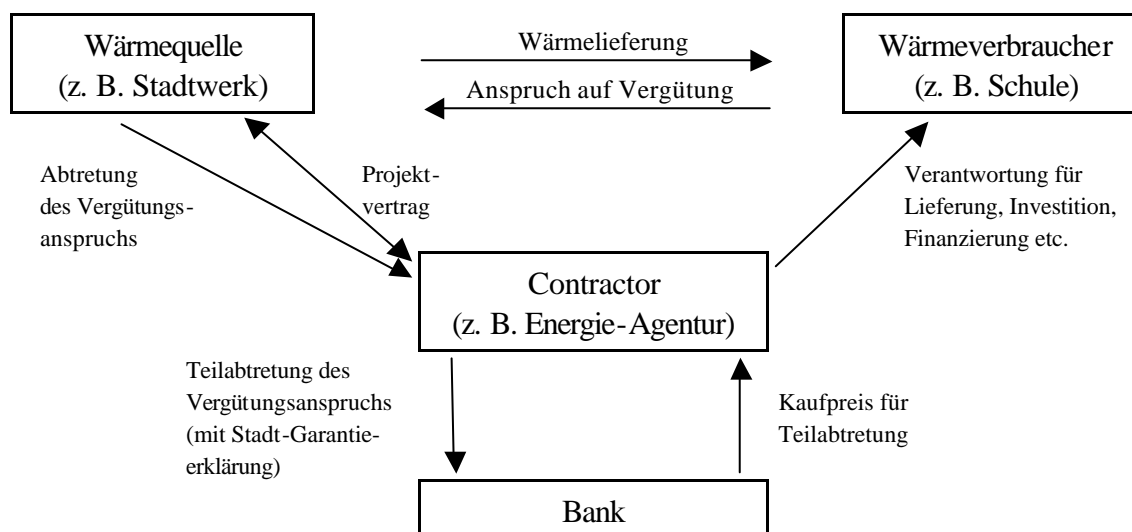 Wärmequelle
(z. B. Stadtwerk)
Wärmelieferung
Anspruch auf Vergütung
Wärmeverbraucher
(z. B. Schule)
Abtretung
des Vergütungs-
anspruchs
Projekt-
vertrag
Verantwortung für
Lieferung, Investition,
Finanzierung etc.
Contractor
(z. B. Energie-Agentur)
Teilabtretung des
Vergütungsanspruchs
(mit Stadt-Garantie-
erklärung)
Kaufpreis für
Teilabtretung
Bank